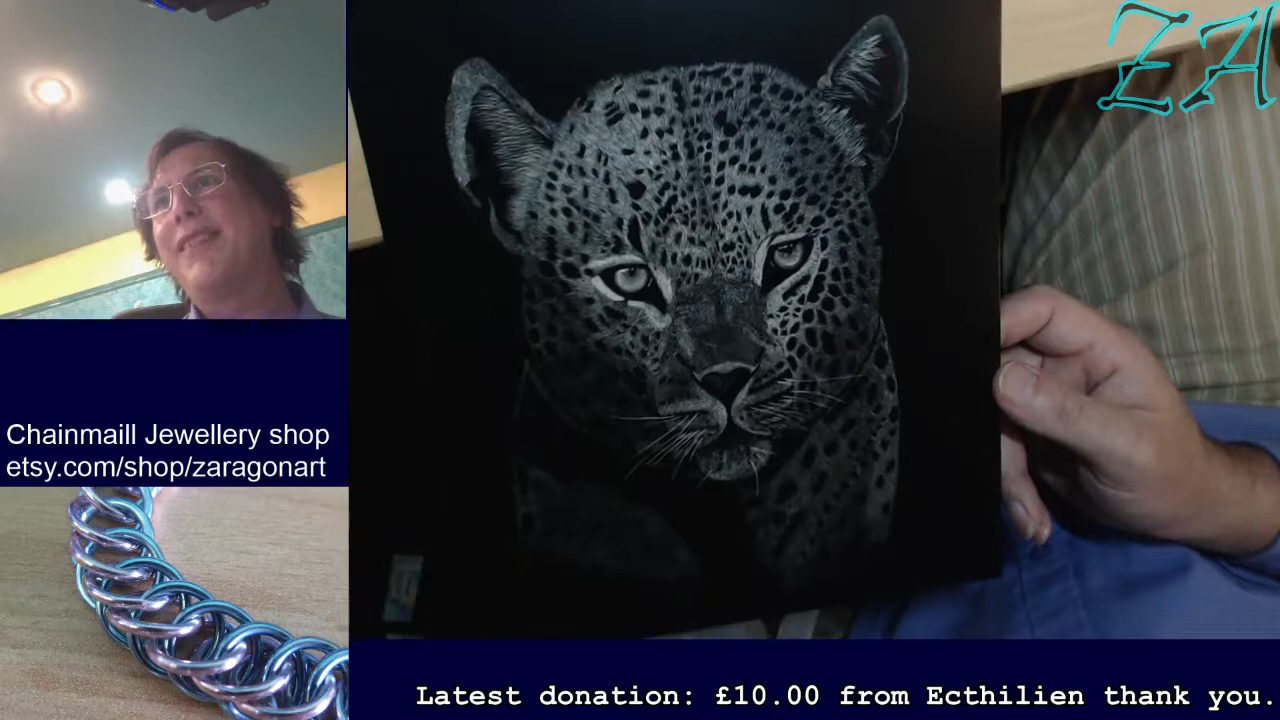 ZA
Chainmaill Jewellery shop
etsy.com/shop/zaragonart
Latest donation: £10.00 from Ecthilien thank you.